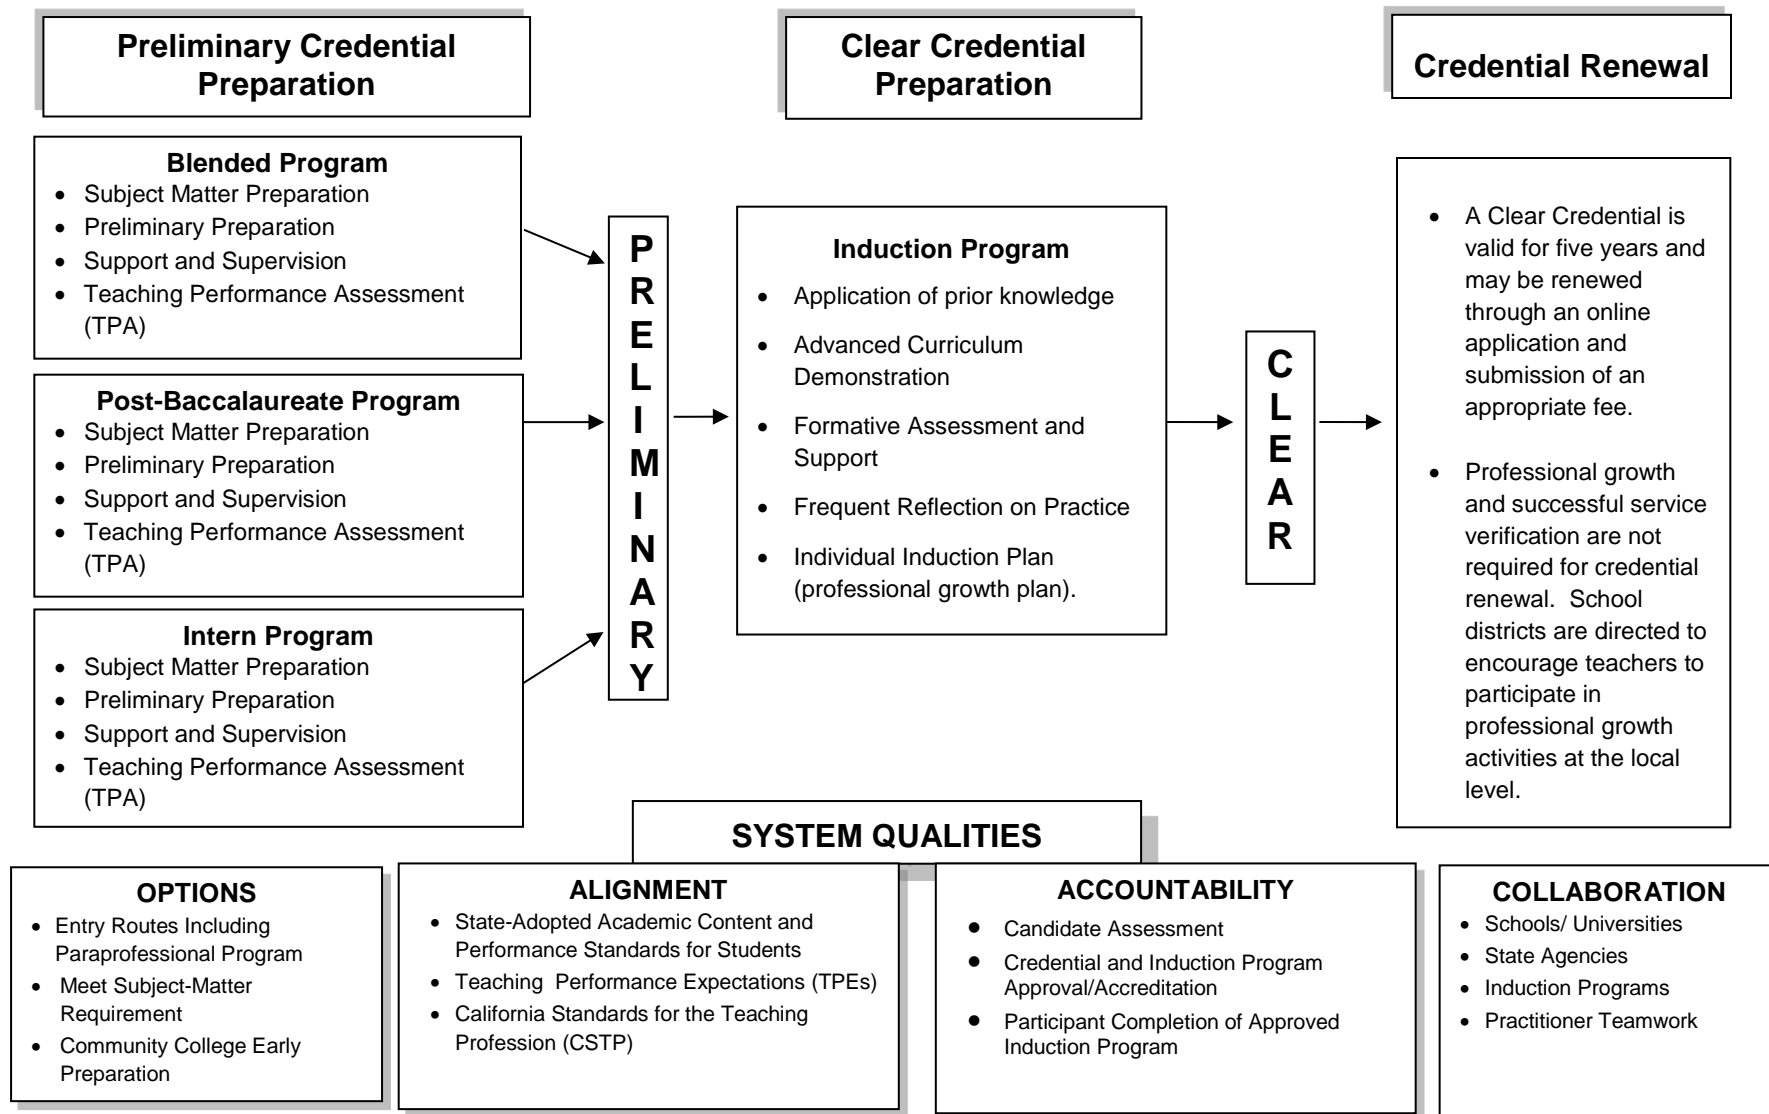 Preliminary Credential
Preparation
Clear Credential
Preparation
Credential Renewal
Blended Program
• Subject Matter Preparation
• Preliminary Preparation
• Support and Supervision
• Teaching Performance Assessment
(TPA)
Post-Baccalaureate Program
• Subject Matter Preparation
• Preliminary Preparation
• Support and Supervision
• Teaching Performance Assessment
(TPA)
Intern Program
• Subject Matter Preparation
• Preliminary Preparation
• Support and Supervision
• Teaching Performance Assessment
(TPA)
P
R
E
L
I
M
I
N
A
R
Y
Induction Program
• Application of prior knowledge
• Advanced Curriculum
Demonstration
• Formative Assessment and
Support
• Frequent Reflection on Practice
• Individual Induction Plan
(professional growth plan).
C
L
E
A
R
• A Clear Credential is
valid for five years and
may be renewed
through an online
application and
submission of an
appropriate fee.
• Professional growth
and successful service
verification are not
required for credential
renewal. School
districts are directed to
encourage teachers to
participate in
professional growth
activities at the local
level.
SYSTEM QUALITIES
OPTIONS
• Entry Routes Including
Paraprofessional Program
• Meet Subject-Matter
Requirement
• Community College Early
Preparation
ALIGNMENT
• State-Adopted Academic Content and
Performance Standards for Students
• Teaching Performance Expectations (TPEs)
• California Standards for the Teaching
Profession (CSTP)
ACCOUNTABILITY
• Candidate Assessment
• Credential and Induction Program
Approval/Accreditation
• Participant Completion of Approved
Induction Program
COLLABORATION
• Schools/ Universities
• State Agencies
• Induction Programs
• Practitioner Teamwork